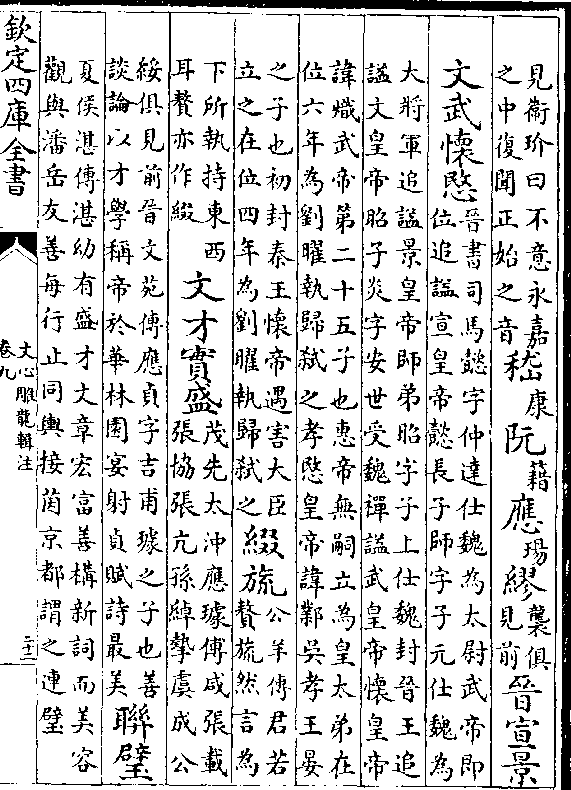 見衛玠曰不意永嘉
之中復聞正始之音
嵇康阮籍應瑒繆襲俱
見前
晉宣景
文武懷愍
晉書司馬懿字仲達仕魏為太尉武帝即
位追諡宣皇帝懿長子師字子元仕魏為
大將軍追諡景皇帝師弟昭字子上仕魏封晉王追
諡文皇帝昭子炎字安世受魏禪諡武皇帝懷皇帝
諱熾武帝第二十五子也惠帝無嗣立為皇太弟在
位六年為劉曜執歸弑之孝愍皇帝諱鄴吳孝王晏
之子也初封秦王懷帝遇害大臣
立之在位四年為劉曜執歸弑之
綴旒
公羊傳君若
贅旒然言為
下所執持東西
耳贅亦作綴
文才實盛
茂先太沖應璩傅咸張載
張協張亢孫綽摯虞成公
綏俱見前晉文苑傳應貞字吉甫璩之子也善
談論以才學稱帝於華林園宴射貞賦詩最美
聯璧
夏侯湛傳湛幼有盛才文章宏富善構新詞而美容
觀與潘岳友善每行止同輿接茵京都謂之連璧
欽定四庫全書
文心雕龍輯注
卷九